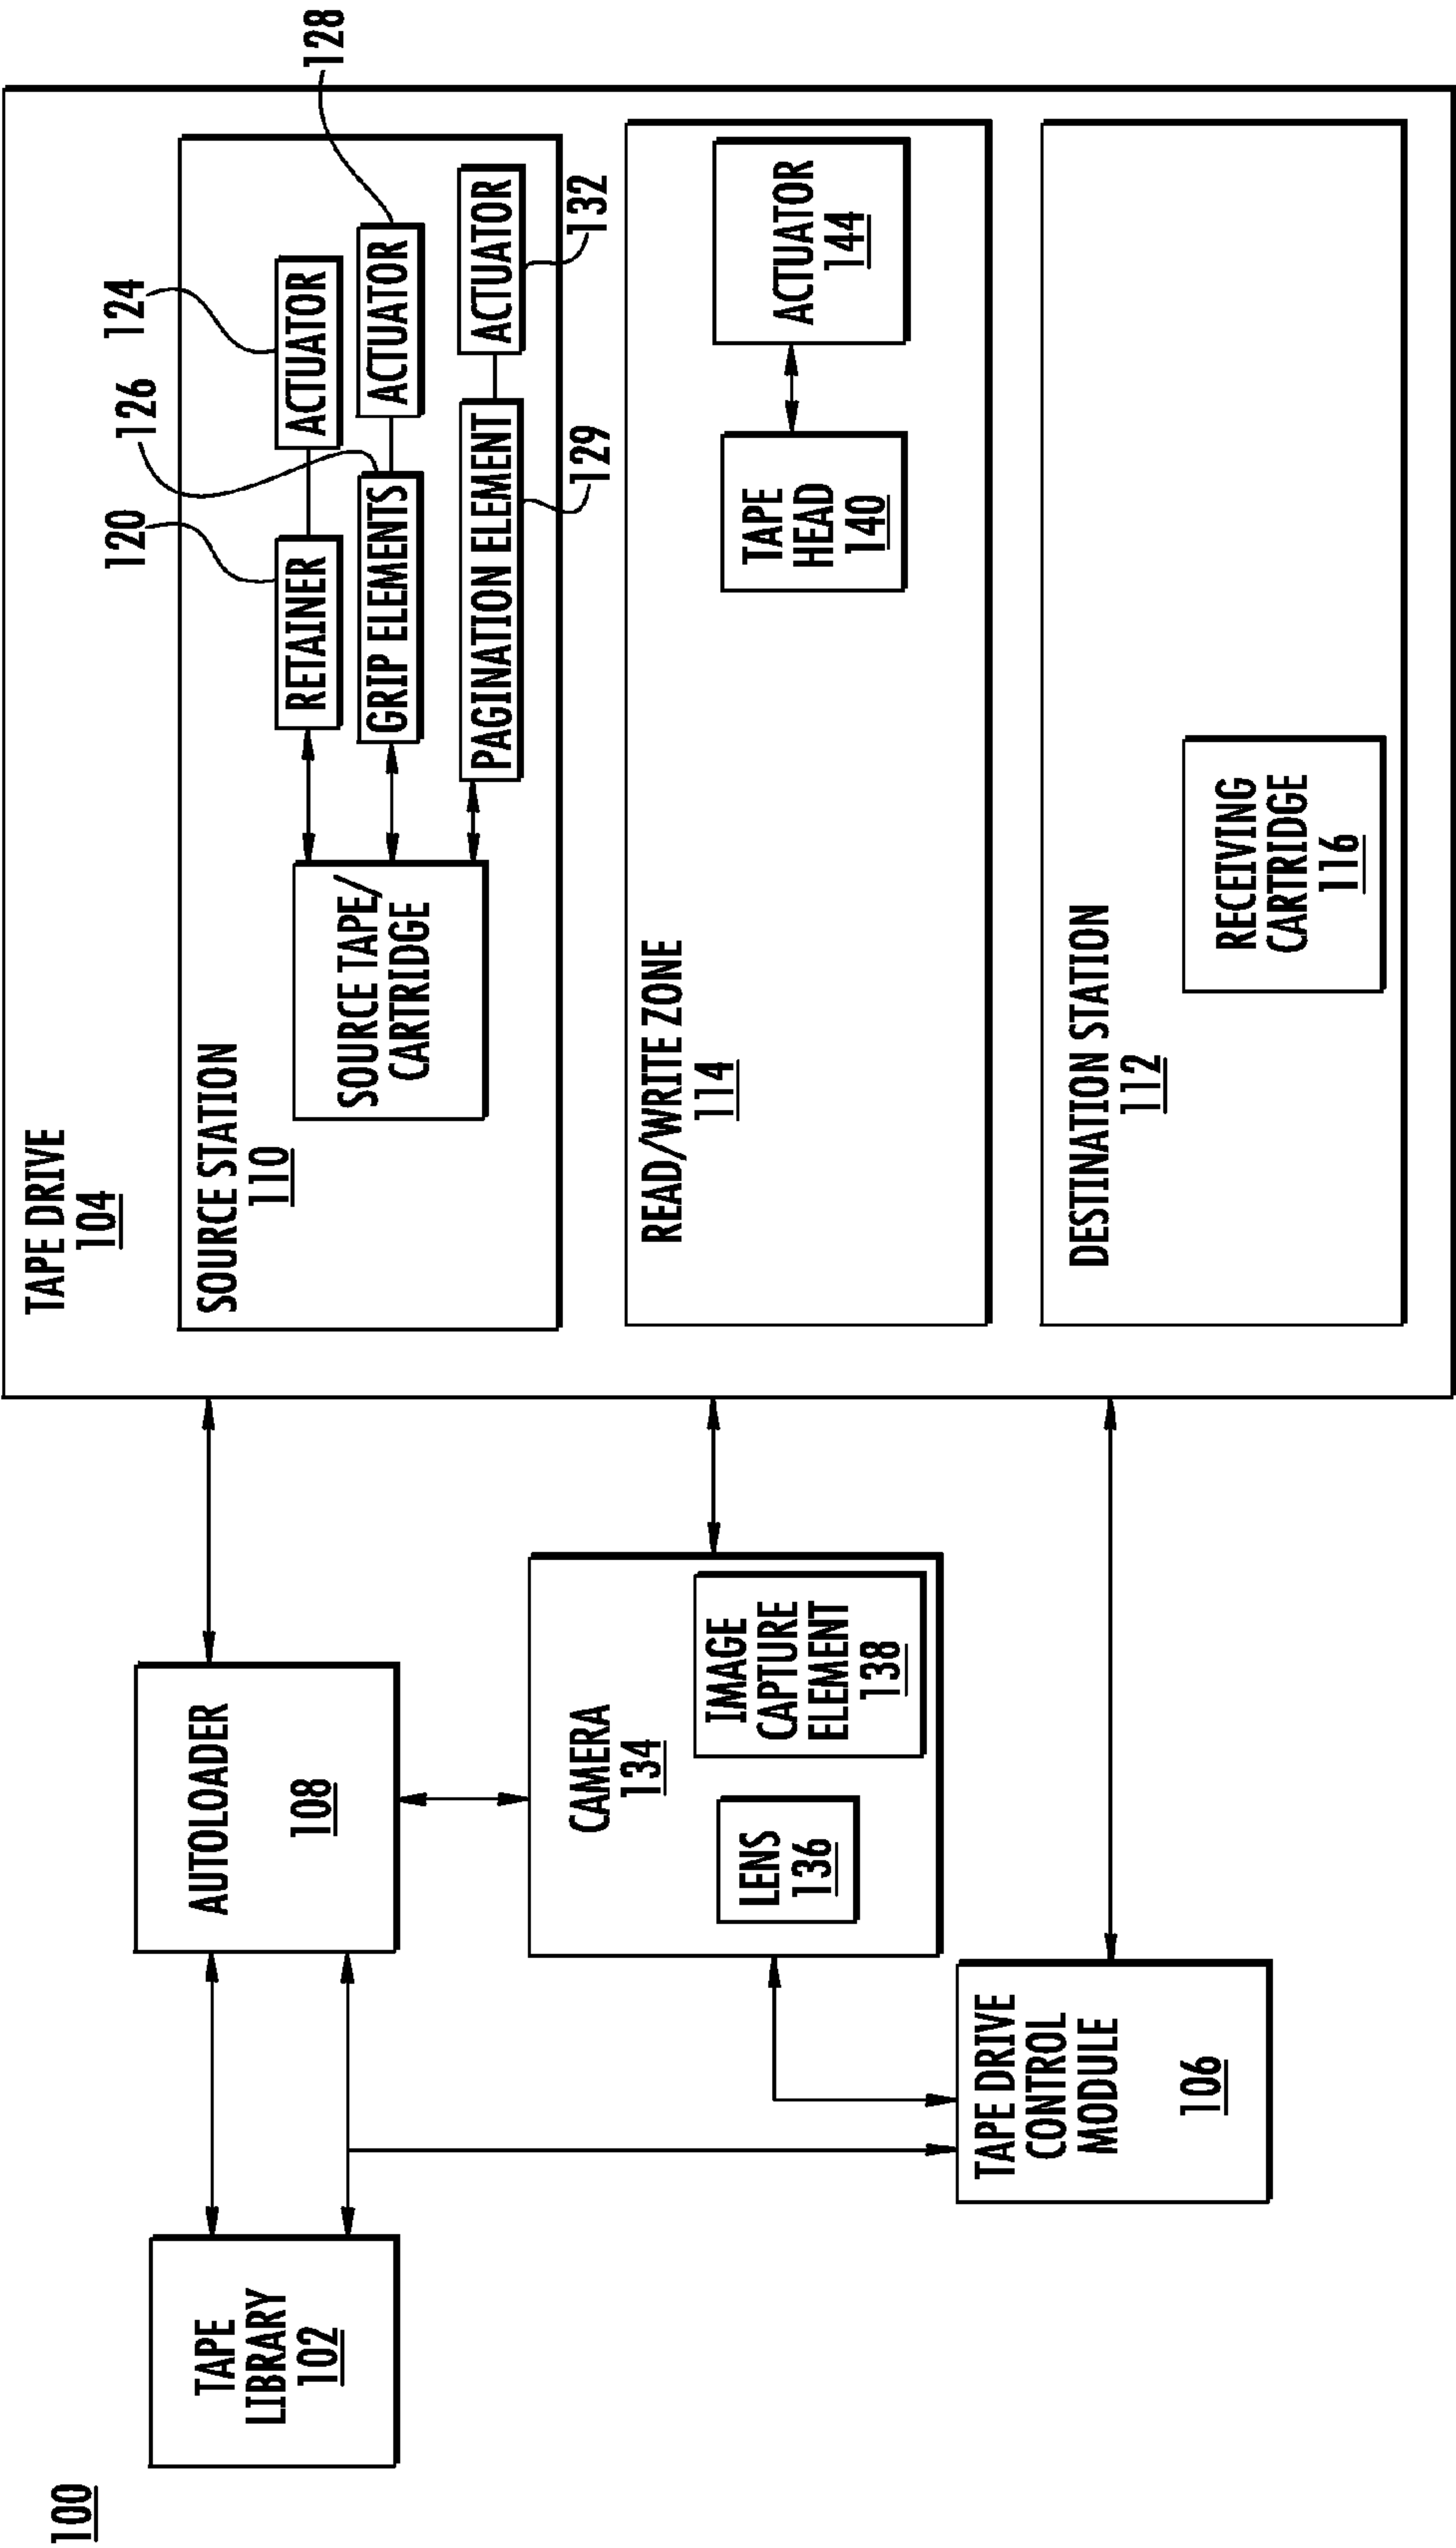 100
TAPE
LIBRARY
102
AUTOLOADER
108
CAMERA
134
LENS
136
IMAGE
CAPTURE
ELEMENT
138
TAPE DRIVE
CONTROL
MODULE
106
TAPE DRIVE
104
SOURCE STATION
110
SOURCE TAPE/
CARTRIDGE
120
RETAINER
124
ACTUATOR
126
GRIP ELEMENTS
ACTUATOR
128
PAGINATION ELEMENT
129
ACTUATOR
132
READ/WRITE ZONE
114
TAPE
HEAD
140
ACTUATOR
144
DESTINATION STATION
112
RECEIVING
CARTRIDGE
116